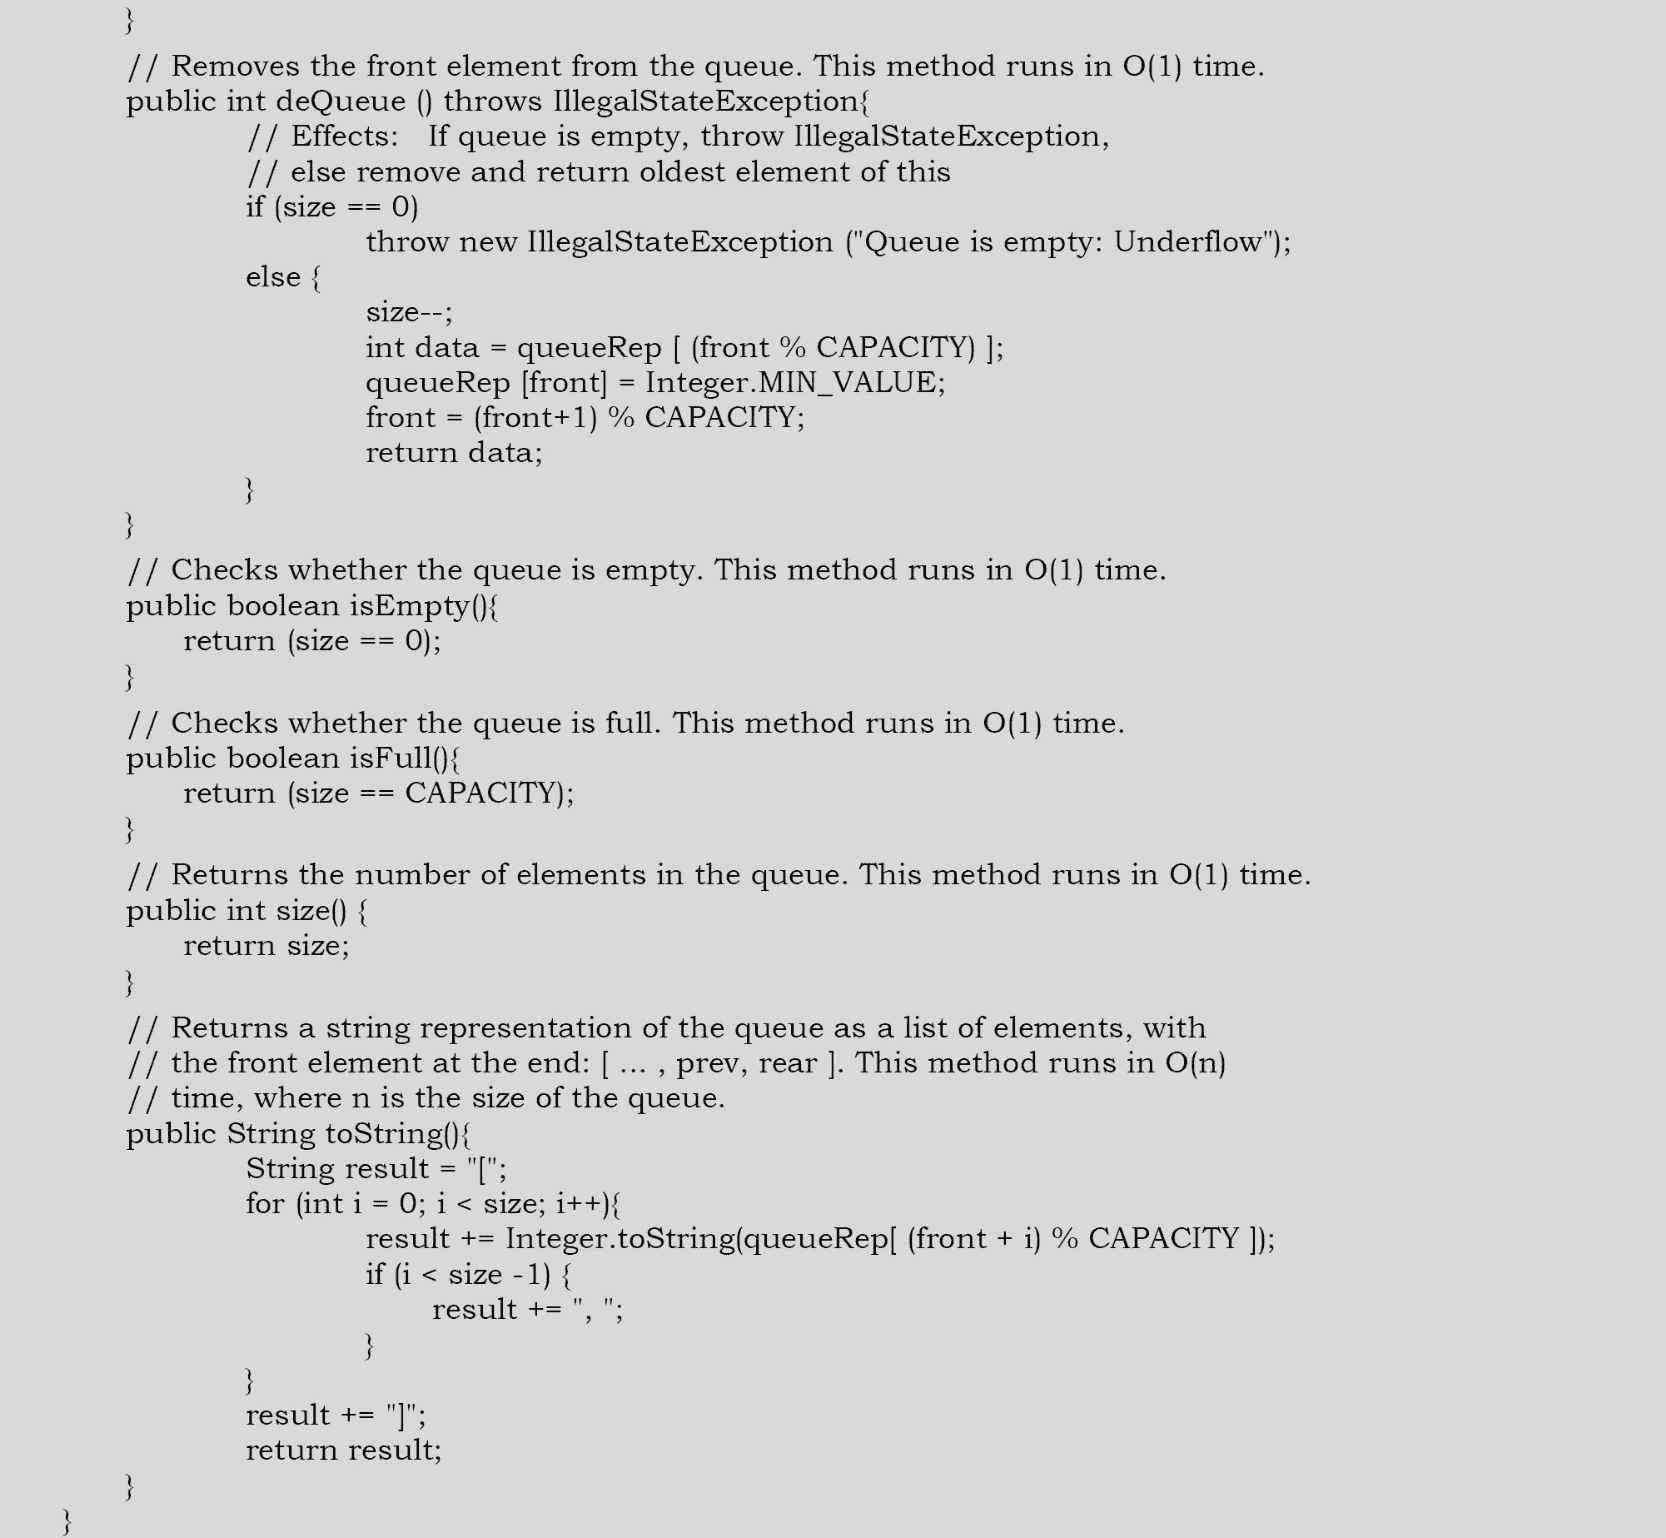 }
// Removes the front element from the queue. This method runs in O(1) time.
public int deQueue () throws IllegalStateException{
// Effects:   If queue is empty, throw IllegalStateException,
// else remove and return oldest element of this
if (size == 0)
throw new IllegalStateException ("Queue is empty: Underflow");
else {
size--;
int data = queueRep [ (front % CAPACITY) ];
queueRep [front] = Integer.MIN_VALUE;
front = (front+1) % CAPACITY;
return data;
}
}
// Checks whether the queue is empty. This method runs in O(1) time.
public boolean isEmpty(){
return (size == 0);
}
// Checks whether the queue is full. This method runs in O(1) time.
public boolean isFull(){
return (size == CAPACITY);
}
// Returns the number of elements in the queue. This method runs in O(1) time.
public int size() {
return size;
}
// Returns a string representation of the queue as a list of elements, with
// the front element at the end: [ ... , prev, rear ]. This method runs in O(n)
// time, where n is the size of the queue.
public String toString(){
String result = "[";
for (int i = 0; i < size; i++){
result += Integer.toString(queueRep[ (front + i) % CAPACITY ]);
if (i < size -1) {
result += ", ";
}
}
result += "]";
return result;
}
}